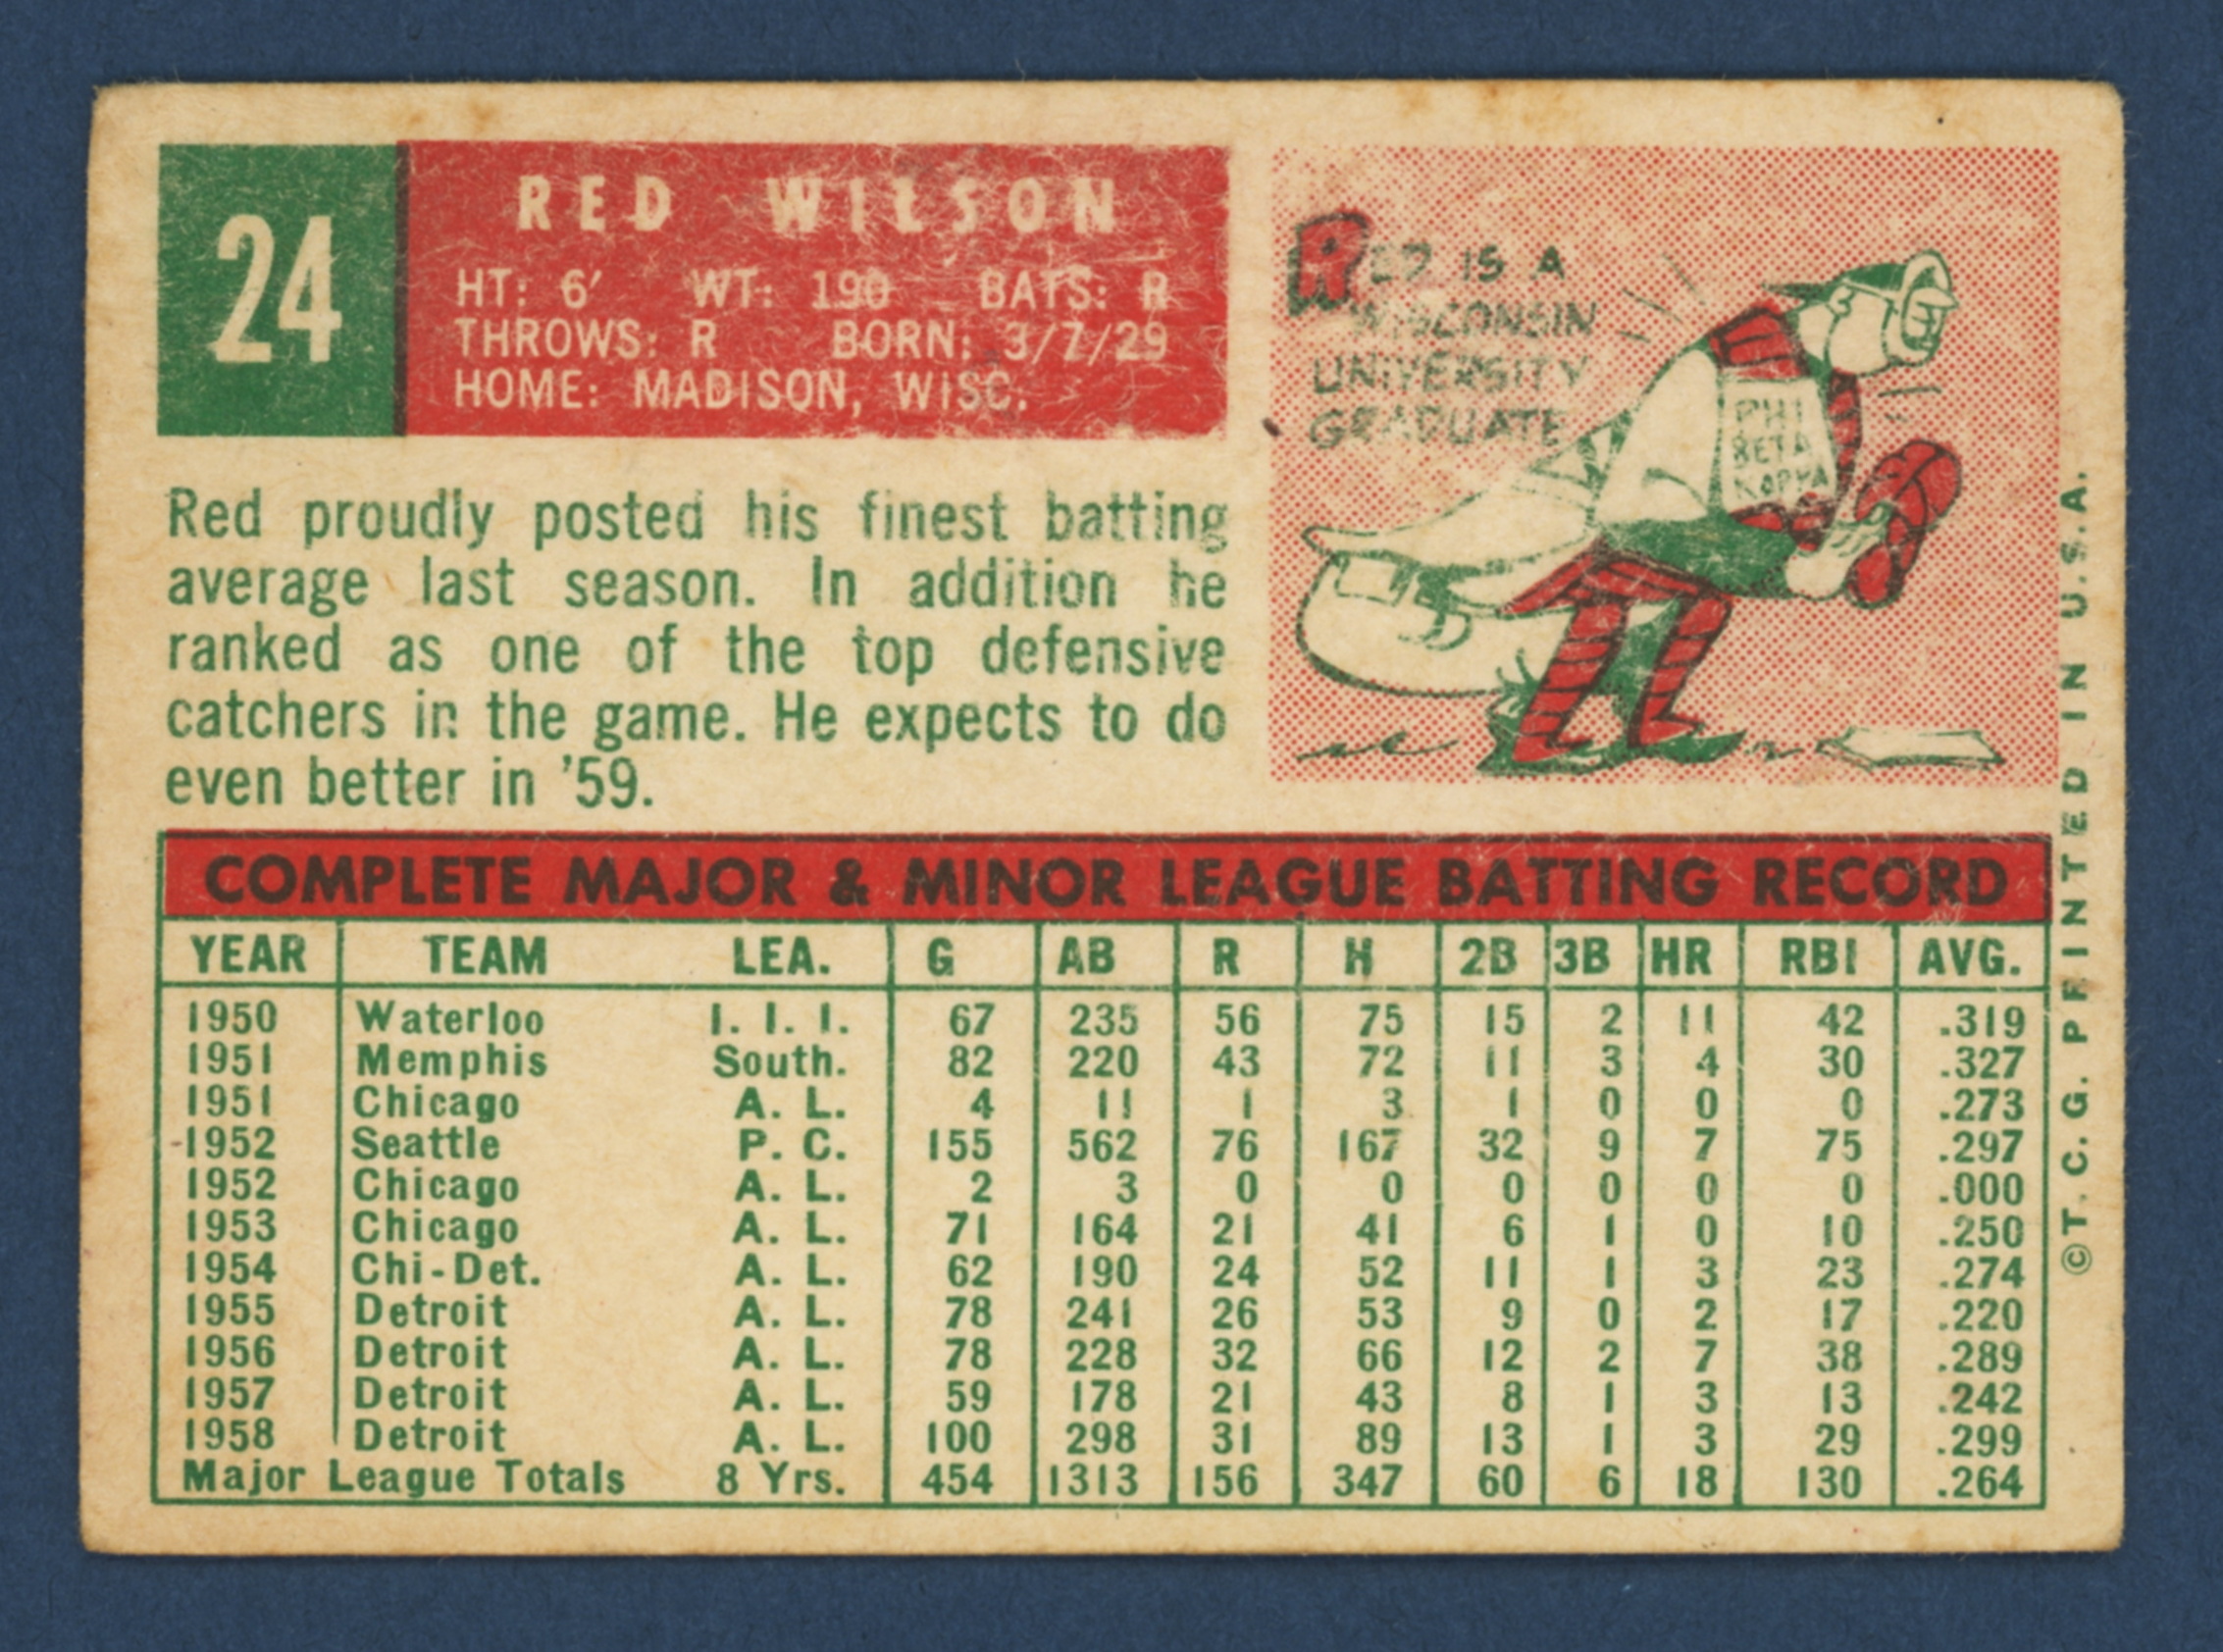 24
RED WILSON
HT: 6' WT: 190 BATS: R
THROWS: R BORN: 3/7/29
HOME: MADISON, WISC.
RED IS A
WISCONSIN
UNIVERSITY
GRADUATE
PHI
BETA
KAPPA
Red proudly posted his finest batting
average last season. In addition he
ranked as one of the top defensive
catchers in the game. He expects to do
even better in '59.
COMPLETE MAJOR & MINOR LEAGUE BATTING RECORD
YEAR TEAM LEA. G AB R H 2B 3B HR RBI AVG.
1950 Waterloo I. I. I. 67 235 56 75 15 2 11 42 .319
1951 Memphis South. 82 220 43 72 11 3 4 30 .327
1951 Chicago A. L. 4 11 1 3 1 0 0 0 .273
1952 Seattle P. C. 155 562 76 167 32 9 7 75 .297
1952 Chicago A. L. 2 3 0 0 0 0 0 0 .000
1953 Chicago A. L. 71 164 21 41 6 1 0 10 .250
1954 Chi-Det. A. L. 62 190 24 52 11 1 3 23 .274
1955 Detroit A. L. 78 241 26 53 9 0 2 17 .220
1956 Detroit A. L. 78 228 32 66 12 2 7 38 .289
1957 Detroit A. L. 59 178 21 43 8 1 3 13 .242
1958 Detroit A. L. 100 298 31 89 13 1 3 29 .299
Major League Totals 8 Yrs. 454 1313 156 347 60 6 18 130 .264
©T.C.G. PRINTED IN U.S.A.